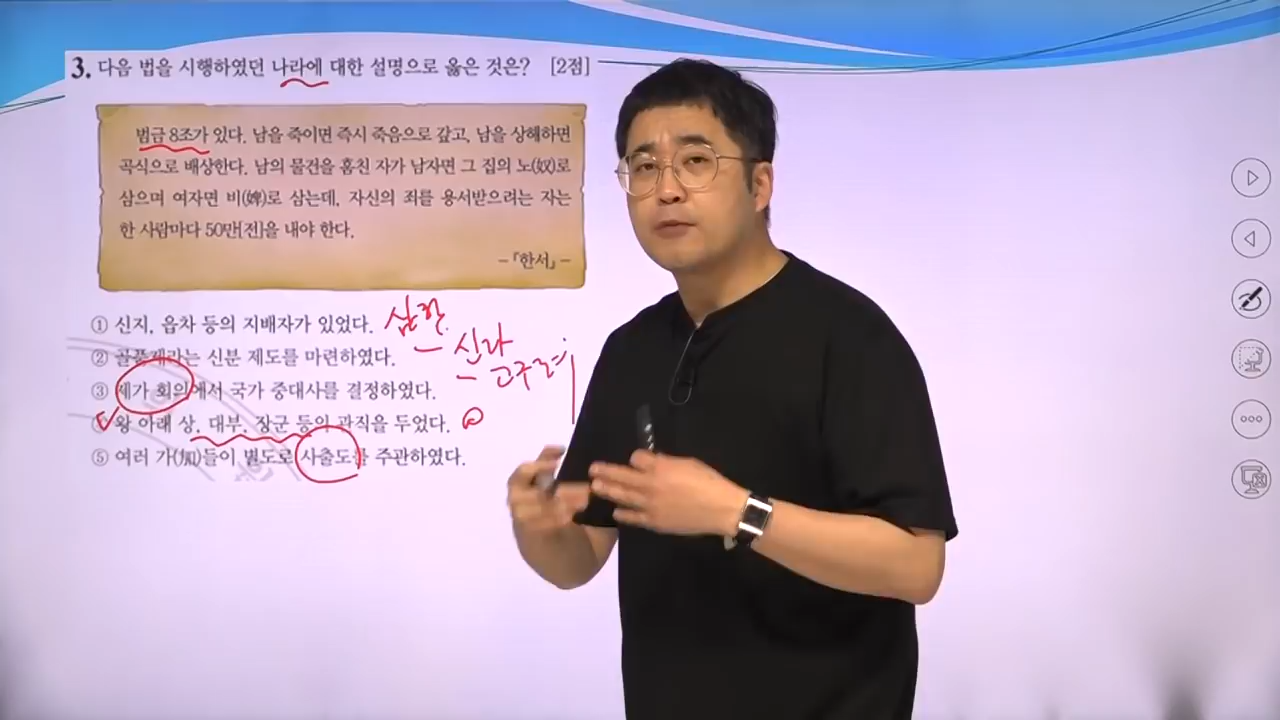 3. 다음 법을 시행하였던 나라에 대한 설명으로 옳은 것은? [2점]
범금 8조가 있다. 남을 죽이면 즉시 죽음으로 갚고, 남을 상해하면
곡식으로 배상한다. 남의 물건을 훔친 자가 남자면 그 집의 노(奴)로
삼으며 여자면 비(婢)로 삼는데, 자신의 죄를 용서받으려는 자는
한 사람마다 50만[전]을 내야 한다.
-『한서』-
① 신지, 읍차 등의 지배자가 있었다. 삼한
② 골품제라는 신분 제도를 마련하였다. 신라
③ 제가 회의에서 국가 중대사를 결정하였다. 고구려
④ 왕 아래 상, 대부, 장군 등의 관직을 두었다.
⑤ 여러 가(加)들이 별도로 사출도를 주관하였다.